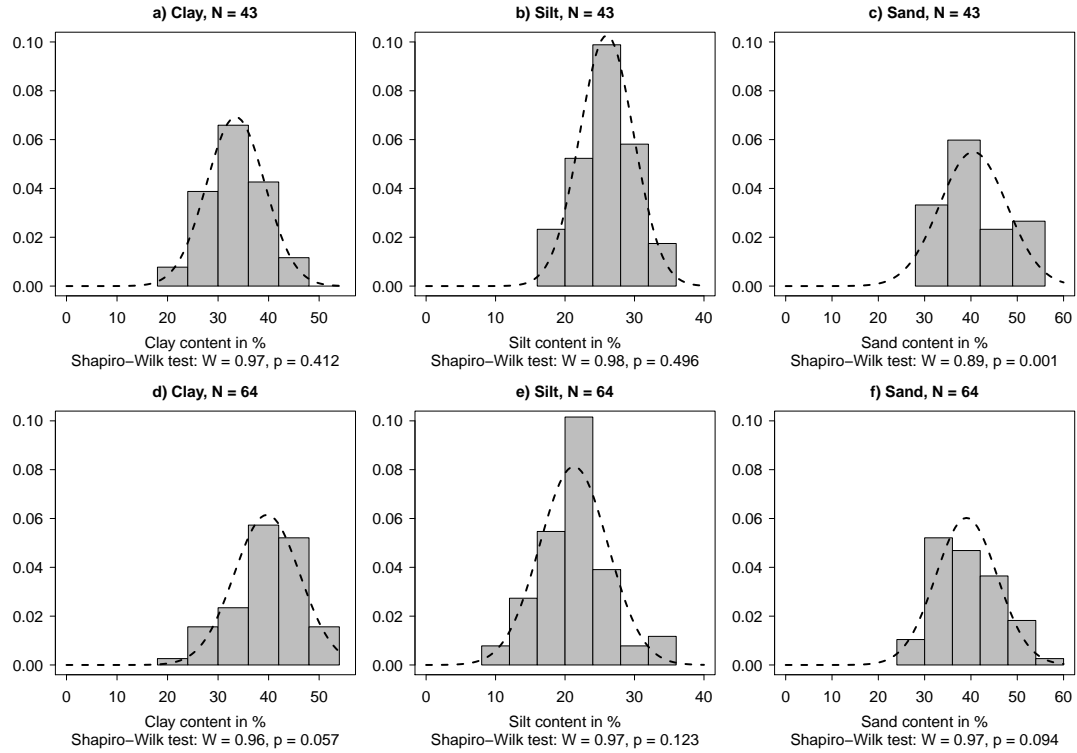 a) Clay, N = 43
0.10
0.08
0.06
0.04
0.02
0.00
0 10 20 30 40 50
Clay content in %
Shapiro−Wilk test: W = 0.97, p = 0.412
b) Silt, N = 43
0.10
0.08
0.06
0.04
0.02
0.00
0 10 20 30 40
Silt content in %
Shapiro−Wilk test: W = 0.98, p = 0.496
c) Sand, N = 43
0.10
0.08
0.06
0.04
0.02
0.00
0 10 20 30 40 50 60
Sand content in %
Shapiro−Wilk test: W = 0.89, p = 0.001
d) Clay, N = 64
0.10
0.08
0.06
0.04
0.02
0.00
0 10 20 30 40 50
Clay content in %
Shapiro−Wilk test: W = 0.96, p = 0.057
e) Silt, N = 64
0.10
0.08
0.06
0.04
0.02
0.00
0 10 20 30 40
Silt content in %
Shapiro−Wilk test: W = 0.97, p = 0.123
f) Sand, N = 64
0.10
0.08
0.06
0.04
0.02
0.00
0 10 20 30 40 50 60
Sand content in %
Shapiro−Wilk test: W = 0.97, p = 0.094